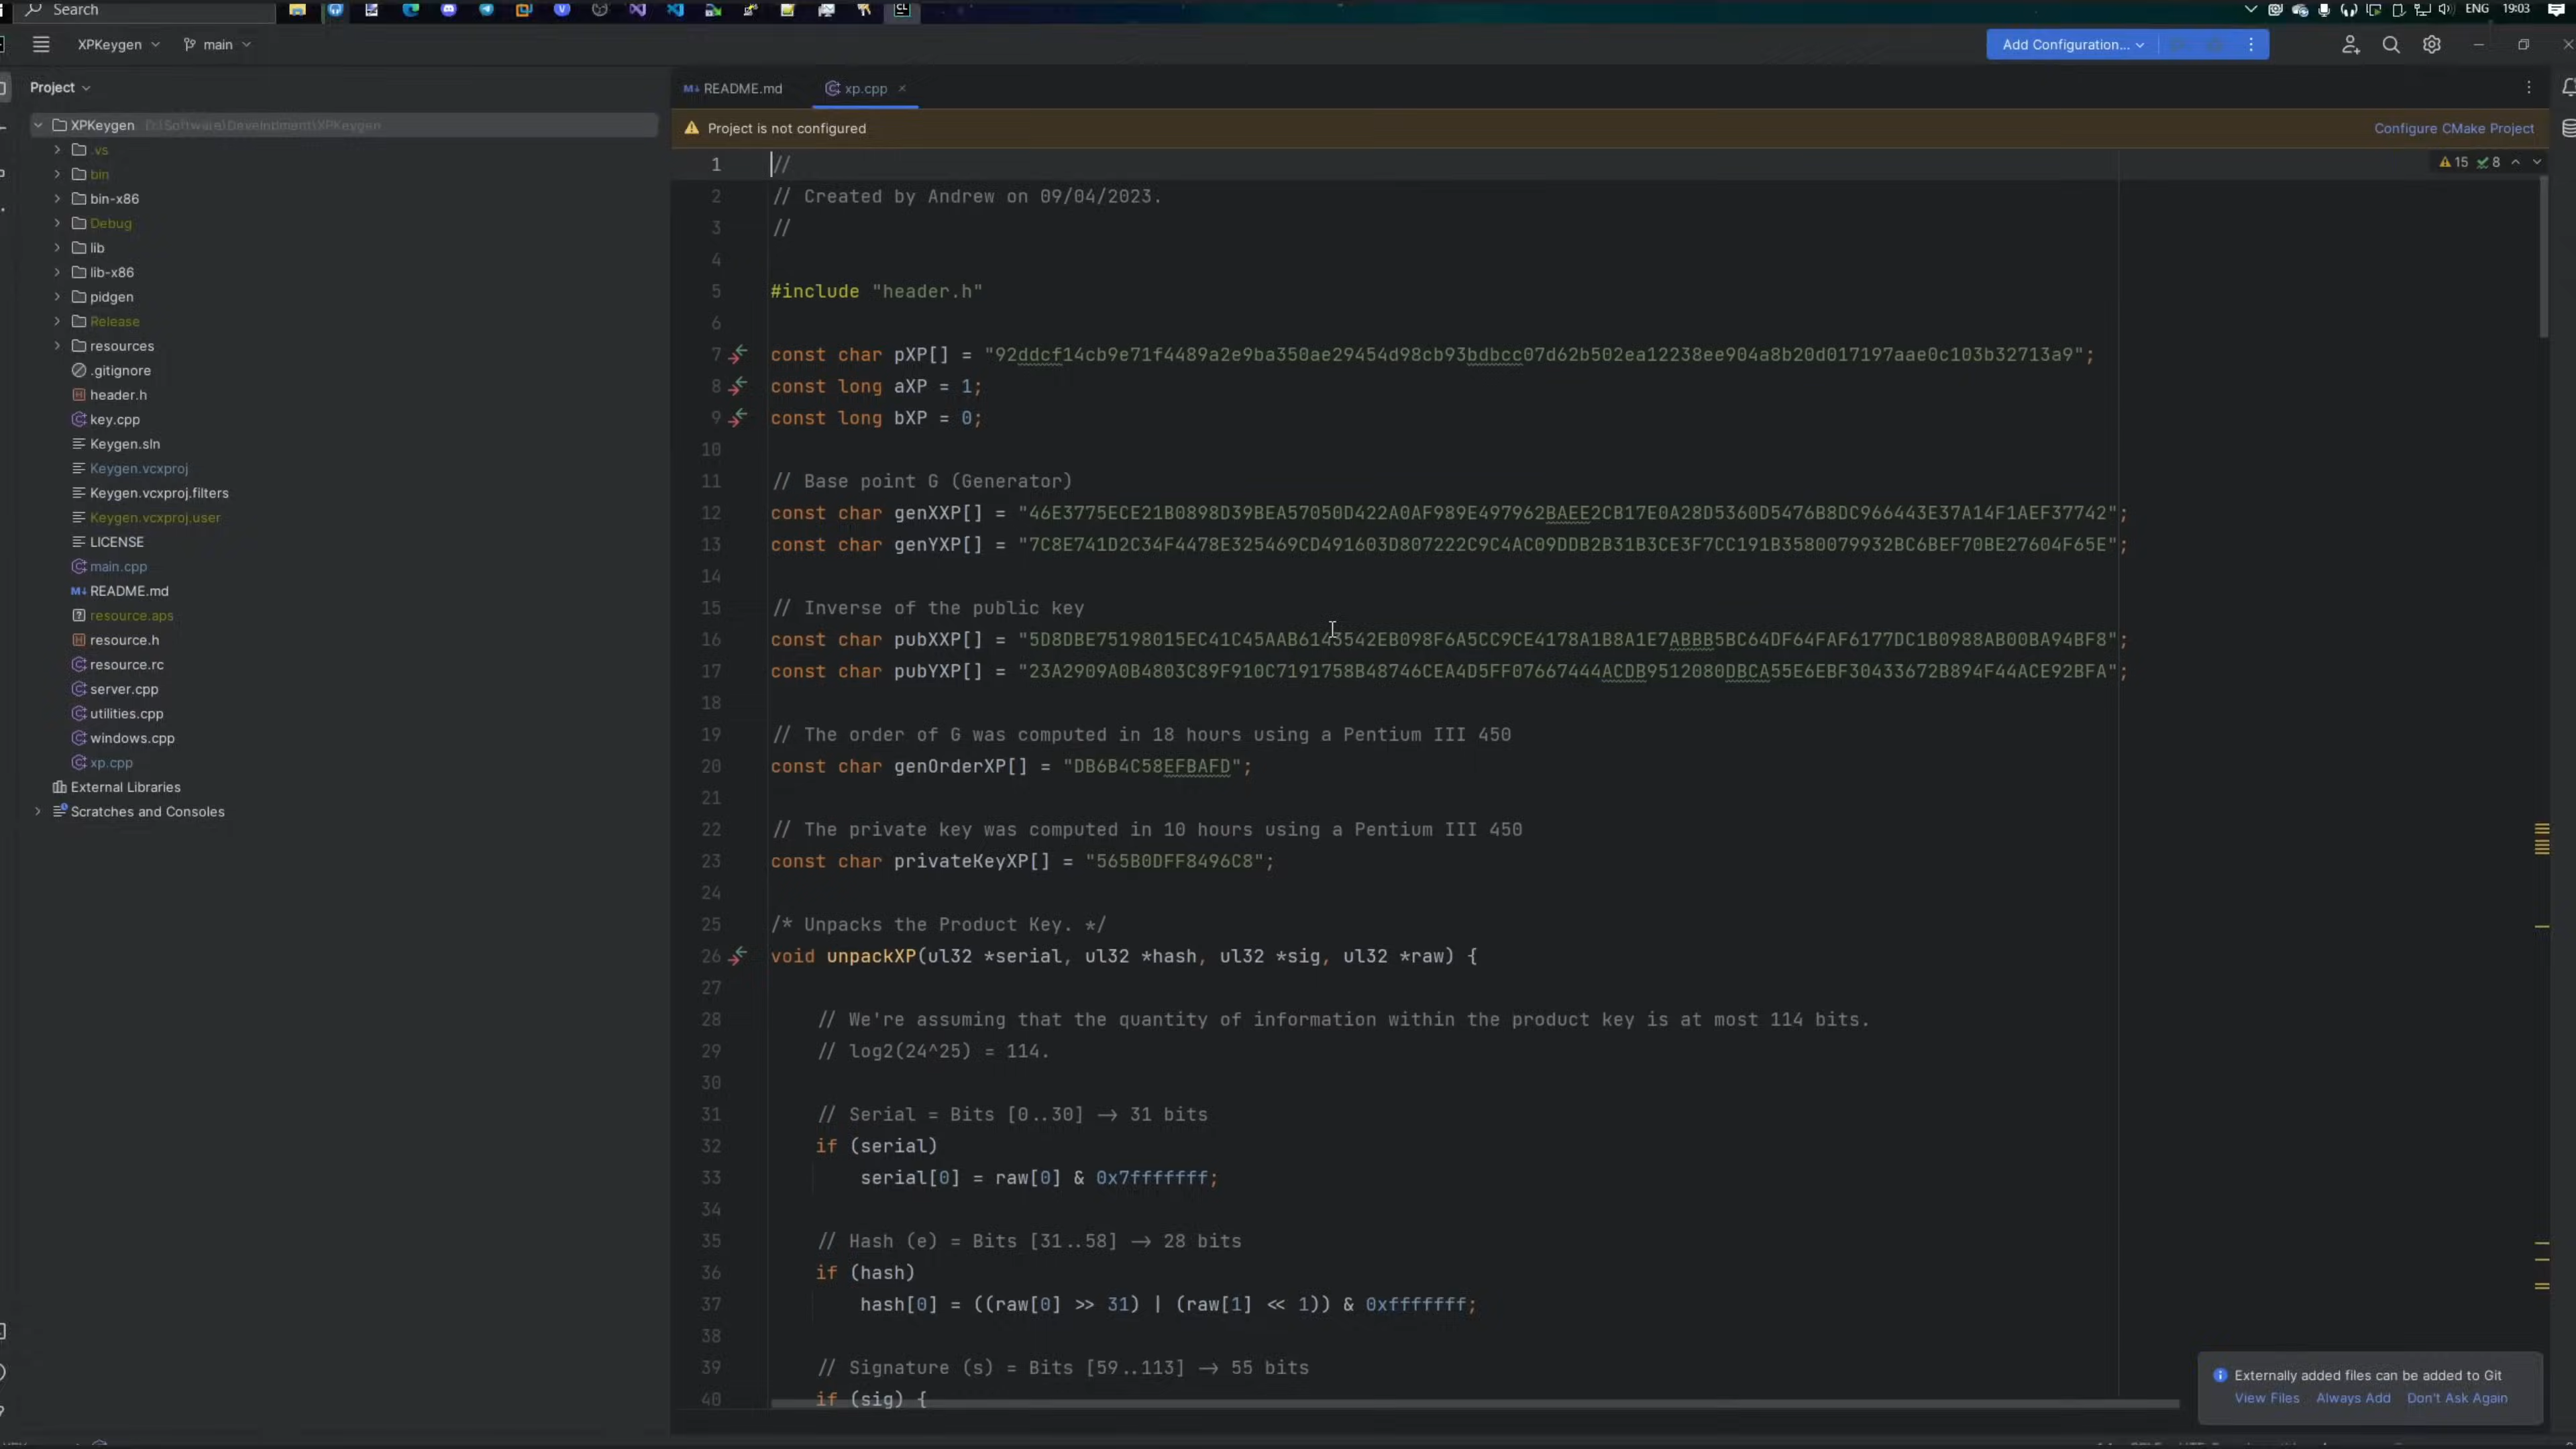 Search
ENG 19:03
XPKeygen main
Add Configuration...
Project
README.md xp.cpp
XPKeygen
Project is not configured
Configure CMake Project
15 8
.vs
bin
bin-x86
Debug
lib
lib-x86
pidgen
Release
resources
.gitignore
header.h
key.cpp
Keygen.sln
Keygen.vcxproj
Keygen.vcxproj.filters
Keygen.vcxproj.user
LICENSE
main.cpp
README.md
resource.aps
resource.h
resource.rc
server.cpp
utilities.cpp
windows.cpp
xp.cpp
External Libraries
Scratches and Consoles
1 //
2 // Created by Andrew on 09/04/2023.
3 //
4
5 #include "header.h"
6
7 const char pXP[] = "92ddcf14cb9e71f4489a2e9ba350ae29454d98cb93bdbcc07d62b502ea12238ee904a8b20d017197aae0c103b32713a9";
8 const long aXP = 1;
9 const long bXP = 0;
10
11 // Base point G (Generator)
12 const char genXXP[] = "46E3775ECE21B0898D39BEA57050D422A0AF989E497962BAEE2CB17E0A28D5360D5476B8DC966443E37A14F1AEF37742";
13 const char genYXP[] = "7C8E741D2C34F4478E325469CD491603D807222C9C4AC09DDB2B31B3CE3F7CC191B3580079932BC6BEF70BE27604F65E";
14
15 // Inverse of the public key
16 const char pubXXP[] = "5D8DBE75198015EC41C45AAB6143542EB098F6A5CC9CE4178A1B8A1E7ABBB5BC64DF64FAF6177DC1B0988AB00BA94BF8";
17 const char pubYXP[] = "23A2909A0B4803C89F910C7191758B48746CEA4D5FF07667444ACDB9512080DBCA55E6EBF30433672B894F44ACE92BFA";
18
19 // The order of G was computed in 18 hours using a Pentium III 450
20 const char genOrderXP[] = "DB6B4C58EFBAFD";
21
22 // The private key was computed in 10 hours using a Pentium III 450
23 const char privateKeyXP[] = "565B0DFF8496C8";
24
25 /* Unpacks the Product Key. */
26 void unpackXP(ul32 *serial, ul32 *hash, ul32 *sig, ul32 *raw) {
27
28 // We're assuming that the quantity of information within the product key is at most 114 bits.
29 // log2(24^25) = 114.
30
31 // Serial = Bits [0..30] -> 31 bits
32 if (serial)
33 serial[0] = raw[0] & 0x7fffffff;
34
35 // Hash (e) = Bits [31..58] -> 28 bits
36 if (hash)
37 hash[0] = ((raw[0] >> 31) | (raw[1] << 1)) & 0xfffffff;
38
39 // Signature (s) = Bits [59..113] -> 55 bits
40 if (sig) {
Externally added files can be added to Git
View Files Always Add Don't Ask Again